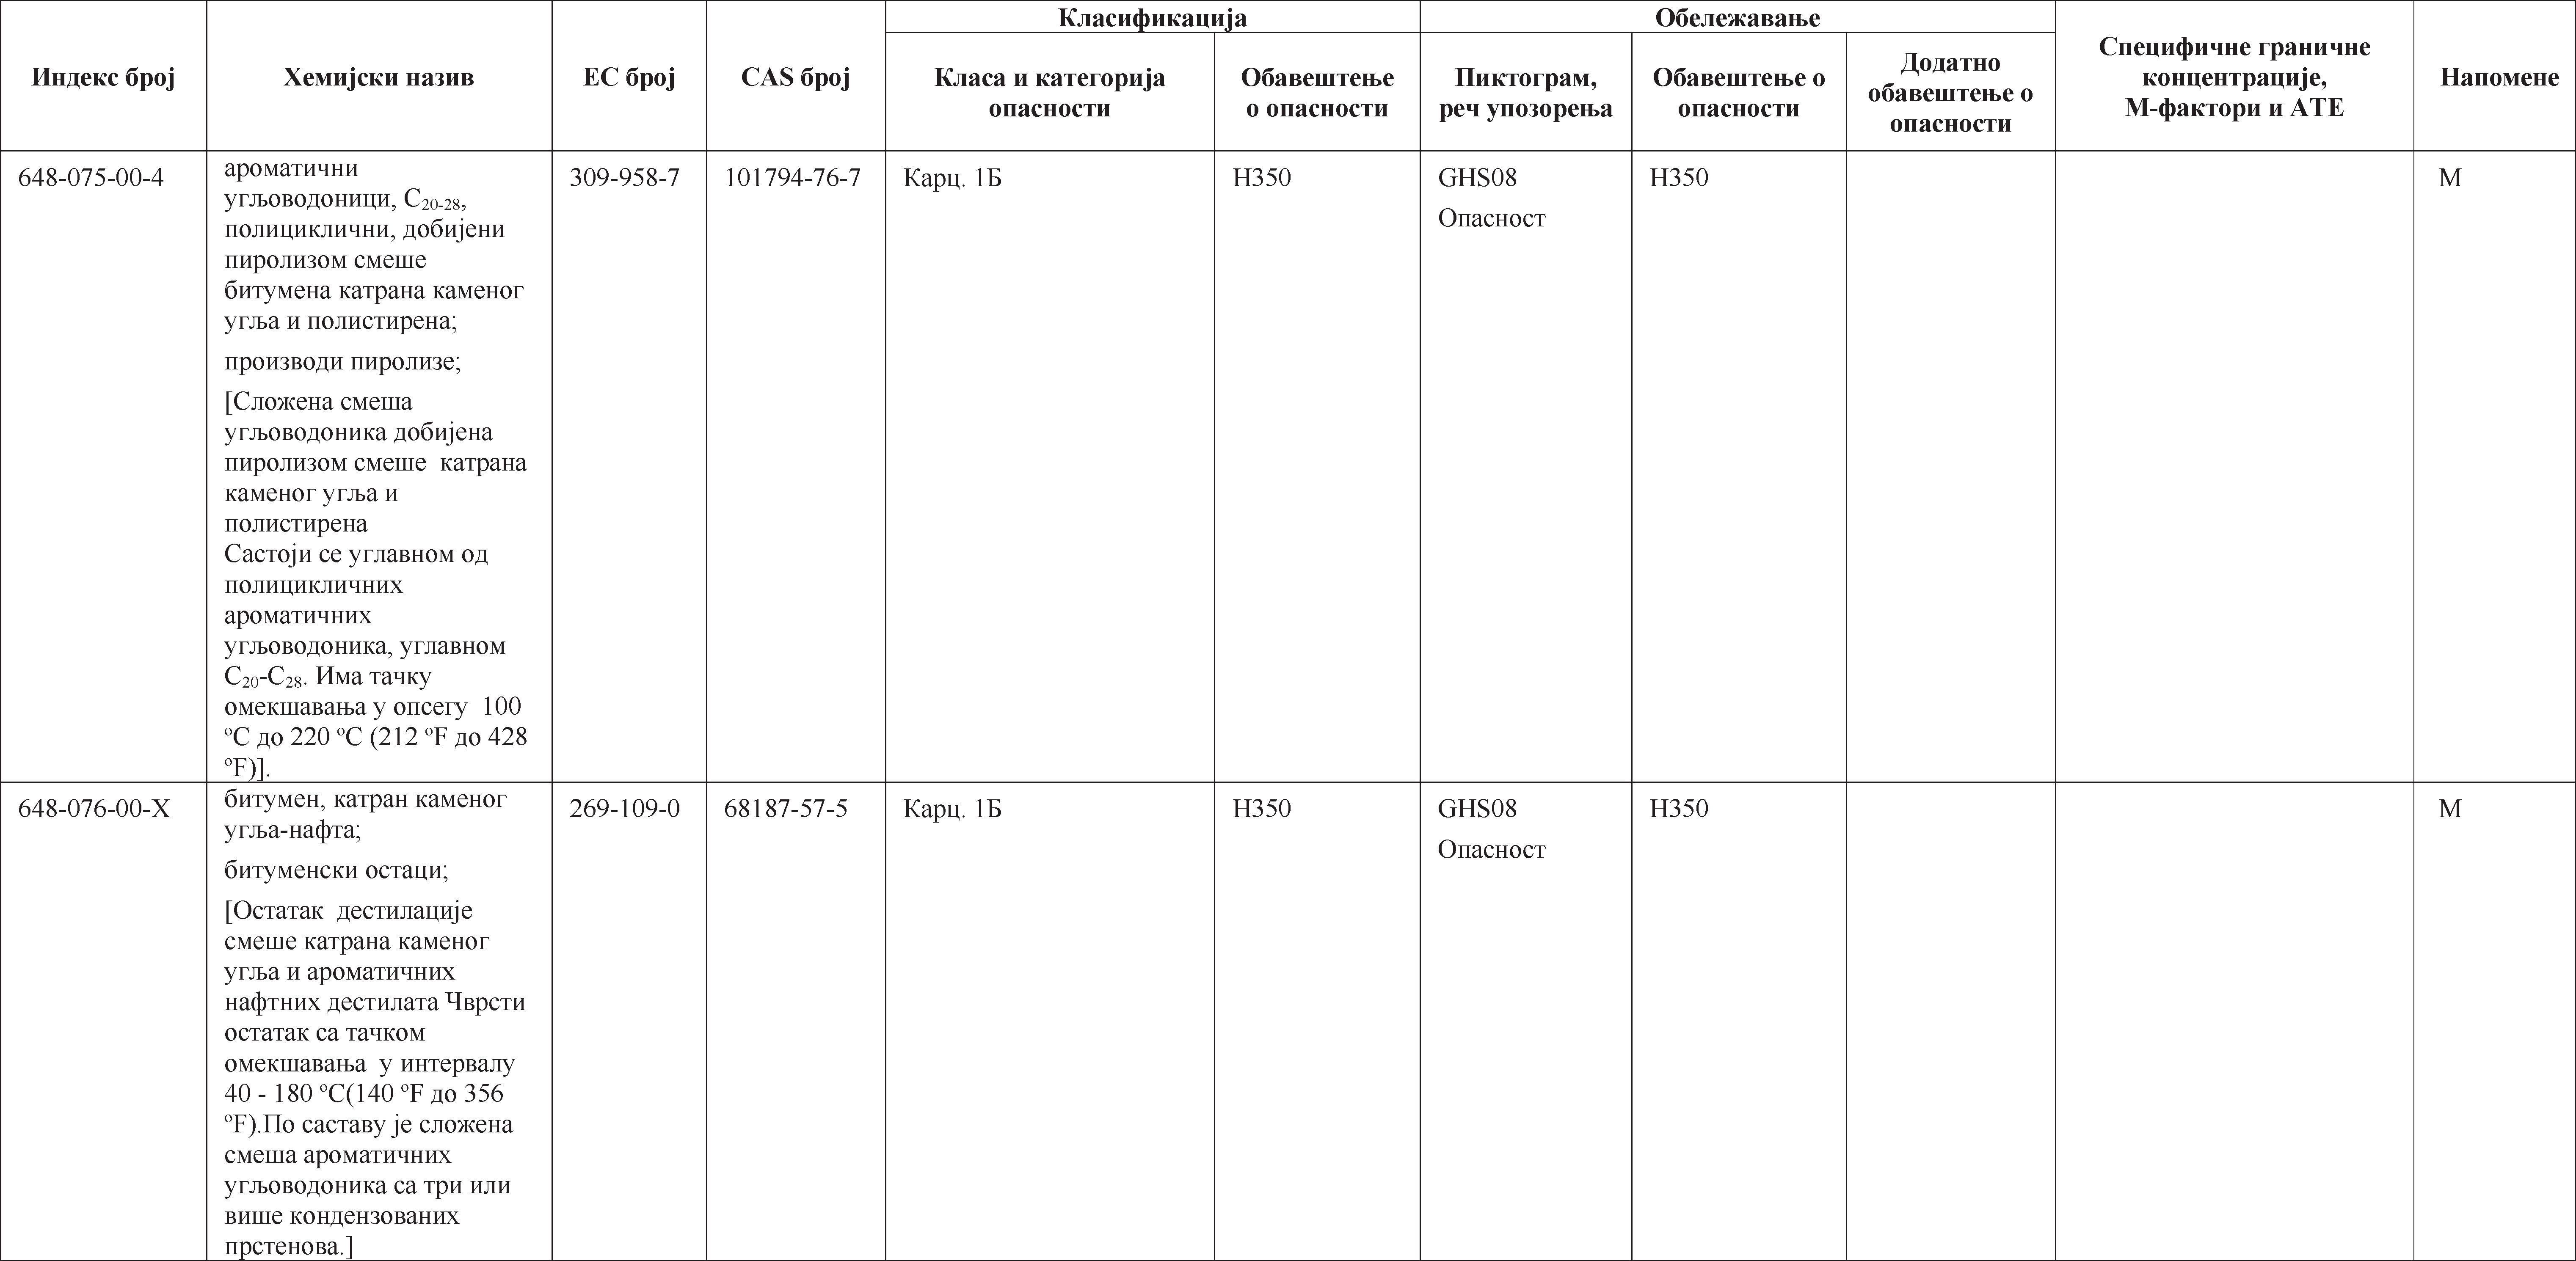 Класификација
Обележавање
Индекс број
Хемијски назив
ЕС број
CAS број
Класа и категорија
опасности
Обавештење
о опасности
Пиктограм,
реч упозорења
Обавештење о
опасности
Додатно
обавештење о
опасности
Специфичне граничне
концентрације,
М-фактори и АТЕ
Напомене
648-075-00-4
ароматични
угљоводоници, C20-28,
полициклични, добијени
пиролизом смеше
битумена катрана каменог
угља и полистирена;
производи пиролизе;
[Сложена смеша
угљоводоника добијена
пиролизом смеше  катрана
каменог угља и
полистирена
Састоји се углавном од
полицикличних
ароматичних
угљоводоника, углавном
C20-C28. Има тачку
омекшавања у опсегу  100
ºC до 220 ºC (212 ºF до 428
ºF)].
309-958-7
101794-76-7
Карц. 1Б
H350
GHS08
Опасност
H350
М
648-076-00-X
битумен, катран каменог
угља-нафта;
битуменски остаци;
[Остатак  дестилације
смеше катрана каменог
угља и ароматичних
нафтних дестилата Чврсти
остатак са тачком
омекшавања  у интервалу
40 - 180 ºC(140 ºF до 356
ºF).По саставу је сложена
смеша ароматичних
угљоводоника са три или
више кондензованих
прстенова.]
269-109-0
68187-57-5
Карц. 1Б
H350
GHS08
Опасност
H350
М